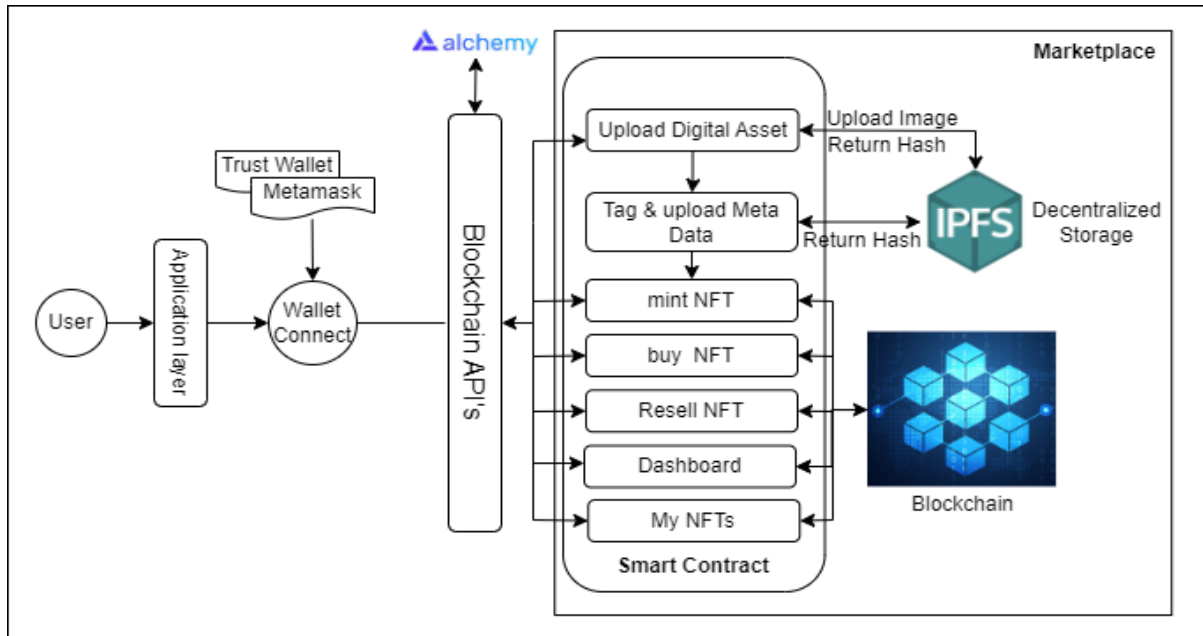 alchemy
Marketplace
Upload Digital Asset
Upload Image
Return Hash
Trust Wallet
Metamask
Tag & upload Meta
Data
Return Hash
IPFS
Decentralized
Storage
User
Application layer
Wallet
Connect
Blockchain API's
mint NFT
buy NFT
Resell NFT
Dashboard
My NFTs
Smart Contract
Blockchain